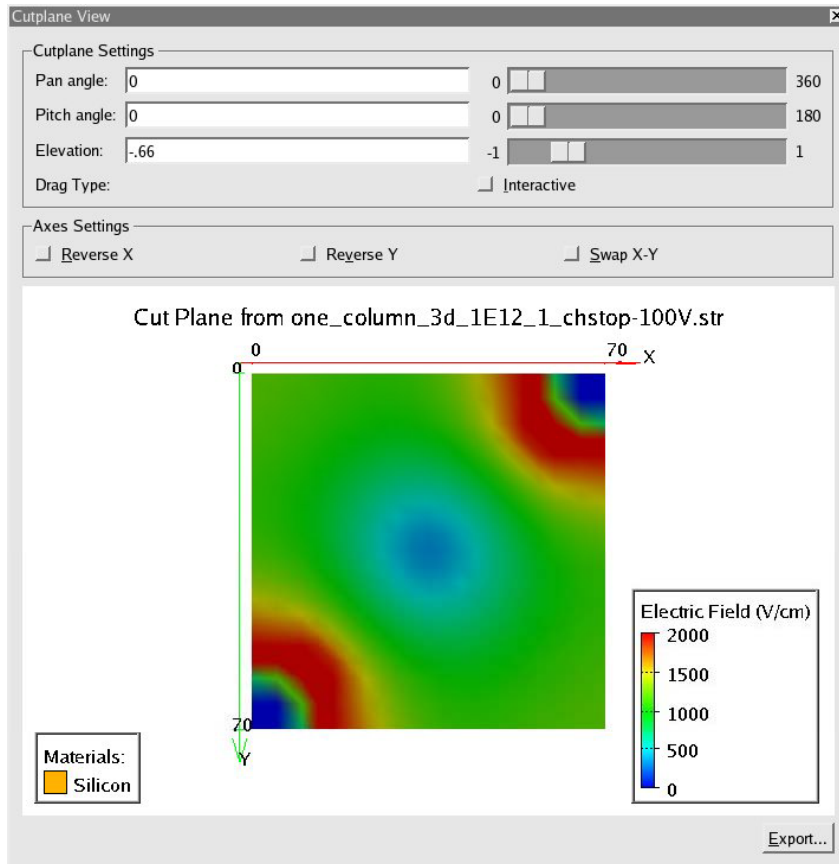 Cutplane View
Cutplane Settings
Pan angle: 0 0 360
Pitch angle: 0 0 180
Elevation: -.66 -1 1
Drag Type: Interactive
Axes Settings
Reverse X Reverse Y Swap X-Y
Cut Plane from one_column_3d_1E12_1_chstop-100V.str
0 70 X
0
70
Y
Electric Field (V/cm)
2000
1500
1000
500
0
Materials:
Silicon
Export...